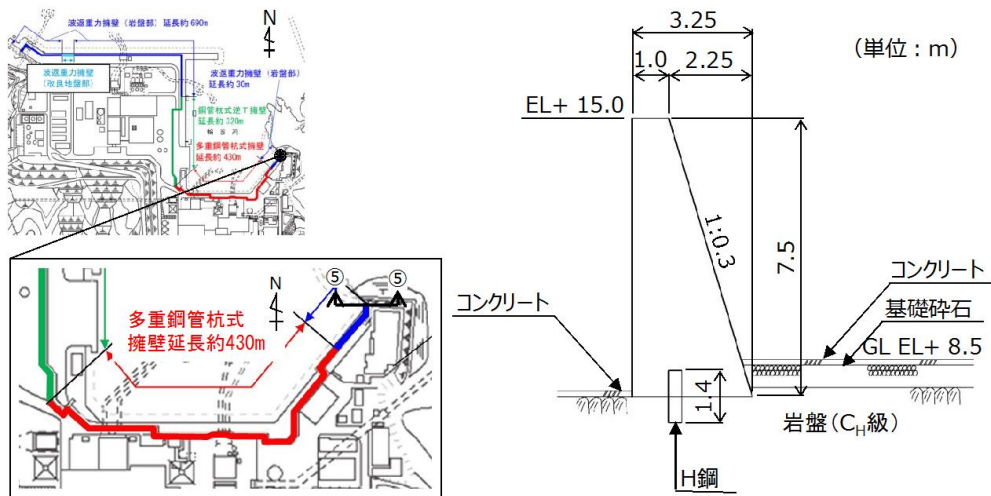 波返重力擁壁（岩盤部）延長約690m
N
波返重力擁壁
（改良地盤部）
波返重力擁壁（岩盤部）
延長約30m
鋼管杭式逆T擁壁
延長約320m
輪谷湾
多重鋼管杭式擁壁
延長約430m
N
⑤
⑤
多重鋼管杭式
擁壁延長約430m
3.25
（単位：m）
1.0
2.25
EL+ 15.0
1:0.3
7.5
コンクリート
コンクリート
基礎砕石
GL EL+ 8.5
1.4
岩盤（CH級）
H鋼